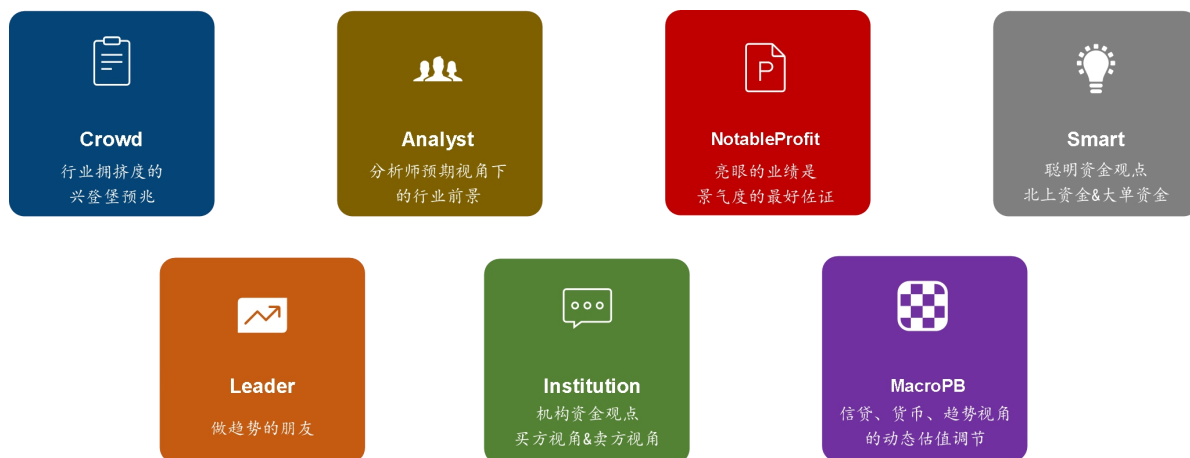 Crowd
行业拥挤度的
兴登堡预兆
Analyst
分析师预期视角下
的行业前景
P
NotableProfit
亮眼的业绩是
景气度的最好佐证
Smart
聪明资金观点
北上资金&大单资金
Leader
做趋势的朋友
Institution
机构资金观点
买方视角&卖方视角
MacroPB
信贷、货币、趋势视角
的动态估值调节